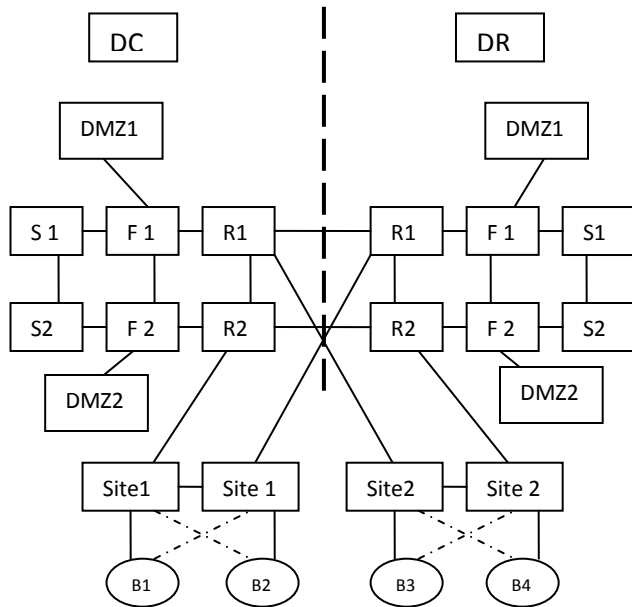 DC
DR
DMZ1
DMZ1
S 1
F 1
R1
R1
F 1
S1
S2
F 2
R2
R2
F 2
S2
DMZ2
DMZ2
Site1
Site 1
Site2
Site 2
B1
B2
B3
B4